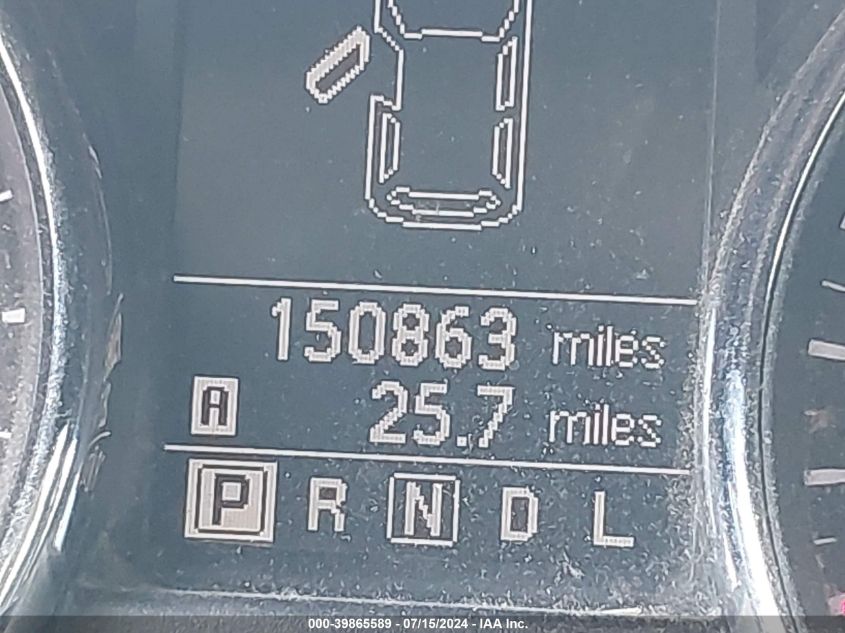 150863 miles
A 25.7 miles
P R N D L
000-39865589 - 07/15/2024 - IAA Inc.